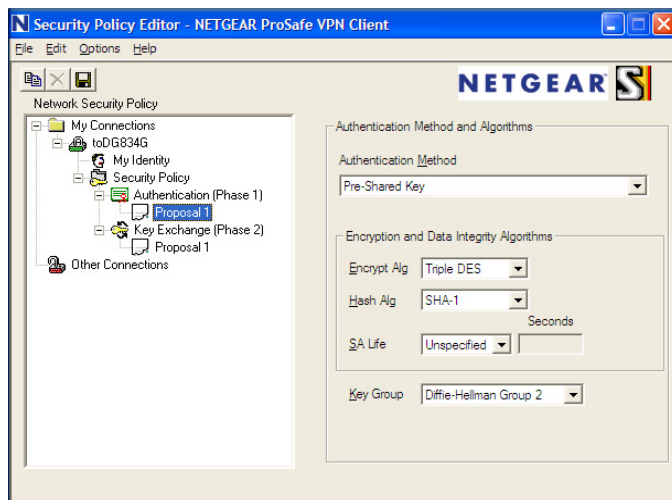 Security Policy Editor - NETGEAR ProSafe VPN Client
File Edit Options Help
NETGEAR
Network Security Policy
My Connections
toDG834G
My Identity
Security Policy
Authentication (Phase 1)
Proposal 1
Key Exchange (Phase 2)
Proposal 1
Other Connections
Authentication Method and Algorithms
Authentication Method
Pre-Shared Key
Encryption and Data Integrity Algorithms
Encrypt Alg Triple DES
Hash Alg SHA-1
Seconds
SA Life Unspecified
Key Group Diffie-Hellman Group 2